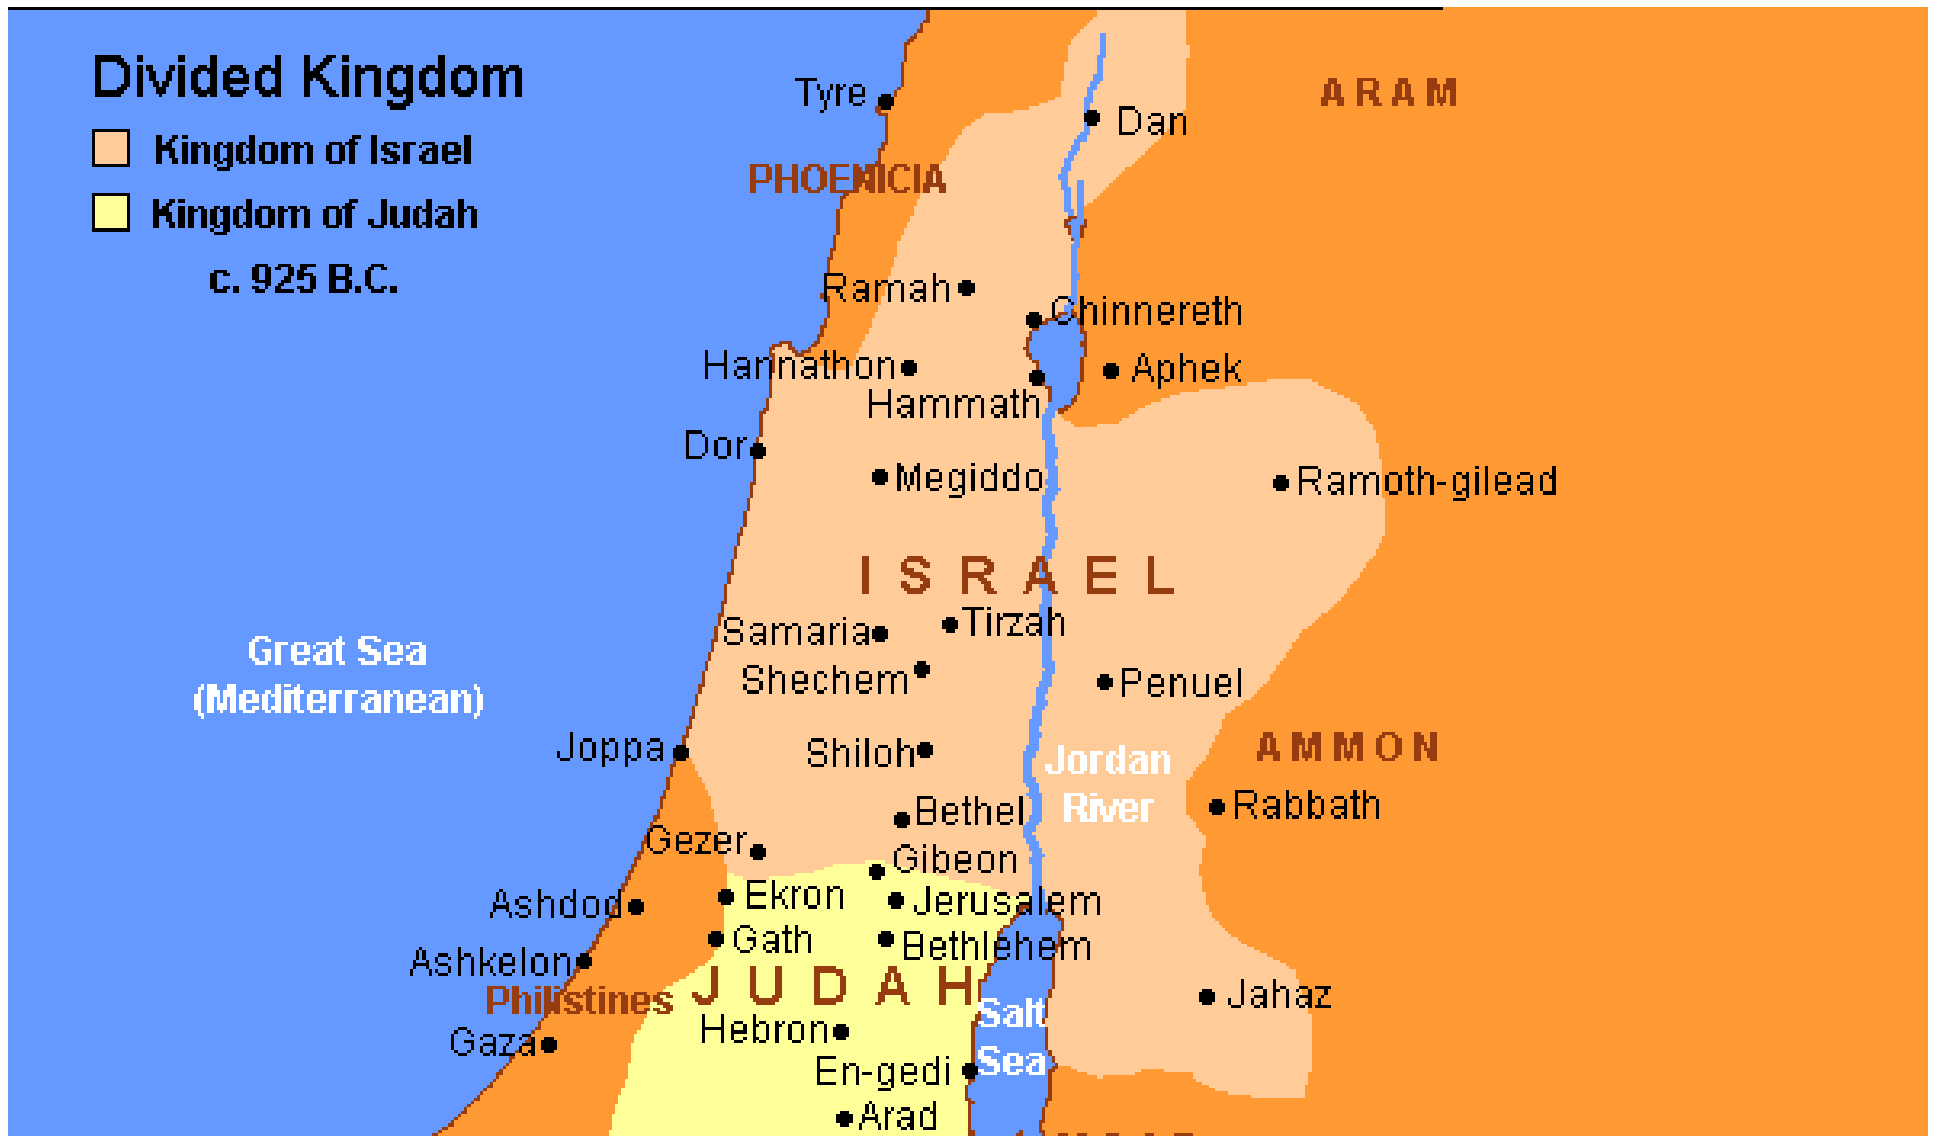 Divided Kingdom
Kingdom of Israel
Kingdom of Judah
c. 925 B.C.
Tyre
ARAM
Dan
PHOENICIA
Ramah
Chinnereth
Hannathon
Aphek
Hammath
Dor
Megiddo
Ramoth-gilead
ISRAEL
Samaria
Tirzah
Great Sea
(Mediterranean)
Shechem
Penuel
Joppa
Shiloh
Jordan
River
AMMON
Bethel
Rabbath
Gezer
Gibeon
Ashdod
Ekron
Jerusalem
Gath
Bethlehem
Ashkelon
Philistines
JUDAH
Jahaz
Salt
Sea
Hebron
Gaza
En-gedi
Arad